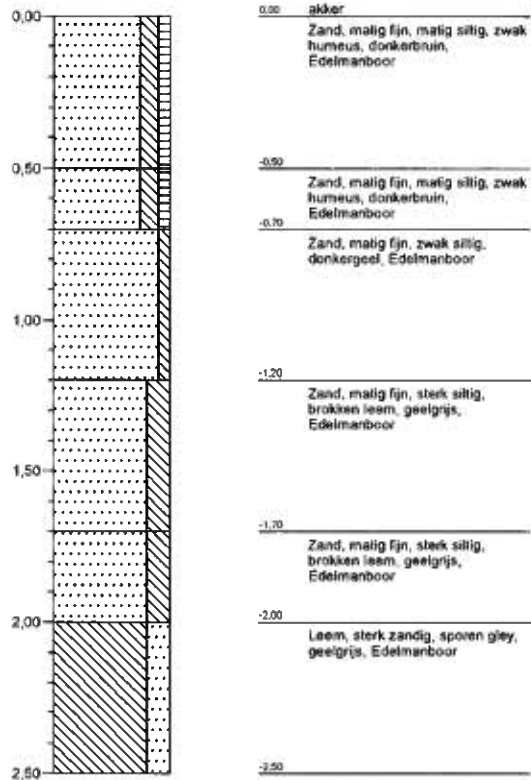 0,00
0,50
1,00
1,50
2,00
2,50
0,00 akker
Zand, matig fijn, matig siltig, zwak
humeus, donkerbruin,
Edelmanboor
-0,50
Zand, matig fijn, matig siltig, zwak
humeus, donkerbruin,
Edelmanboor
-0,70
Zand, matig fijn, zwak siltig,
donkergeel, Edelmanboor
-1,20
Zand, matig fijn, sterk siltig,
brokken leem, geelgrijs,
Edelmanboor
-1,70
Zand, matig fijn, sterk siltig,
brokken leem, geelgrijs,
Edelmanboor
-2,00
Leem, sterk zandig, sporen gley,
geelgrijs, Edelmanboor
-2,50